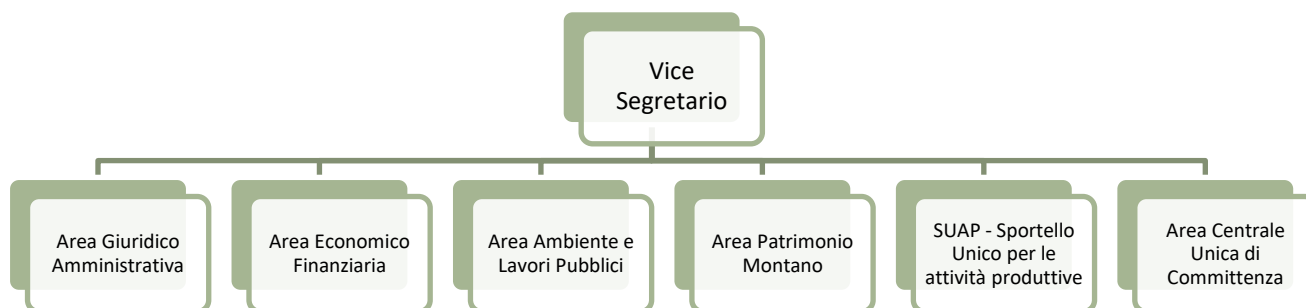 Vice
Segretario
Area Giuridico
Amministrativa
Area Economico
Finanziaria
Area Ambiente e
Lavori Pubblici
Area Patrimonio
Montano
SUAP - Sportello
Unico per le
attività produttive
Area Centrale
Unica di
Committenza